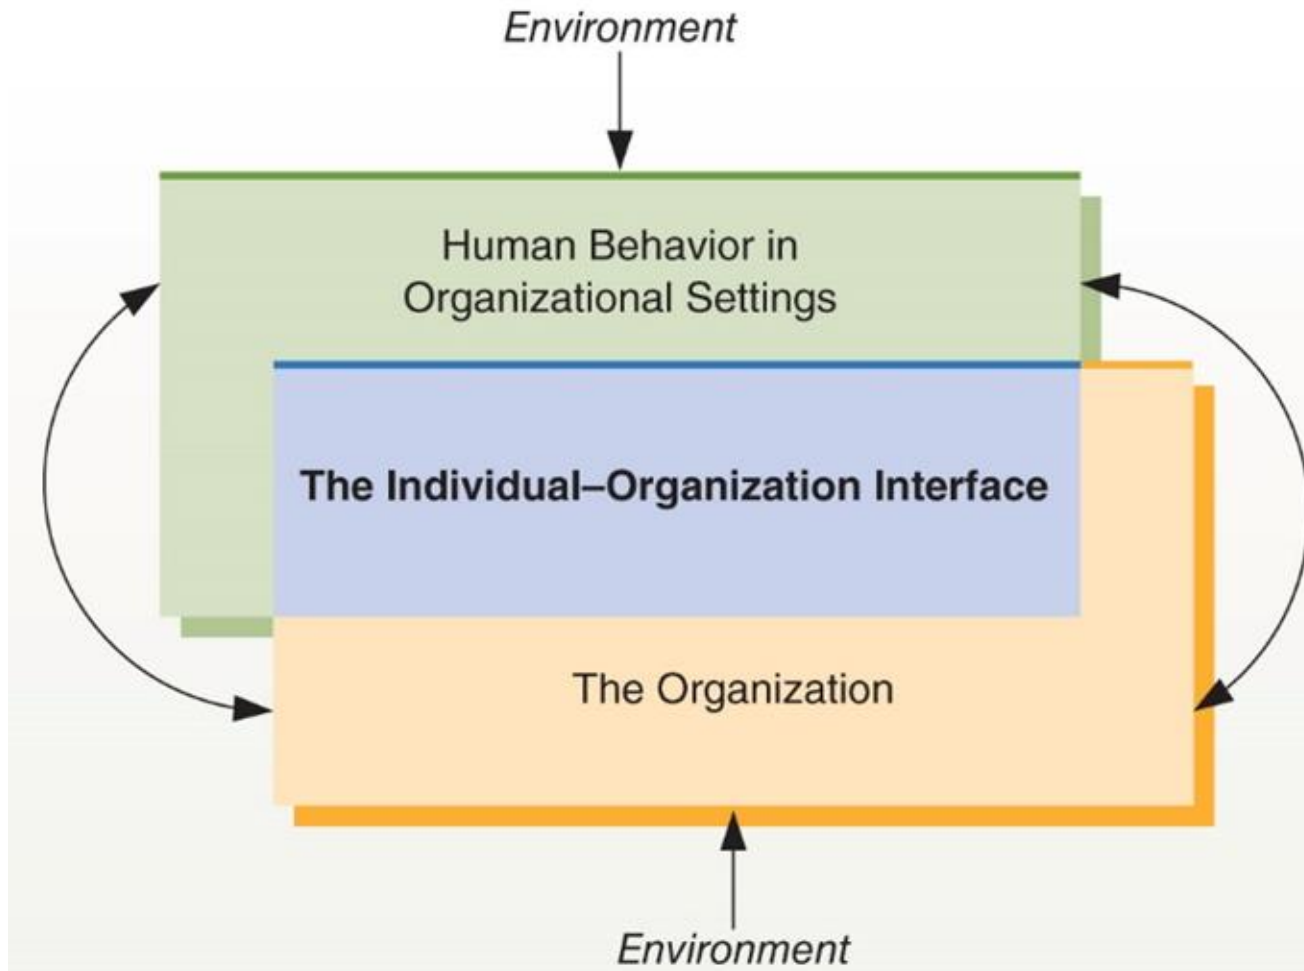 Environment
Human Behavior in
Organizational Settings
The Individual–Organization Interface
The Organization
Environment